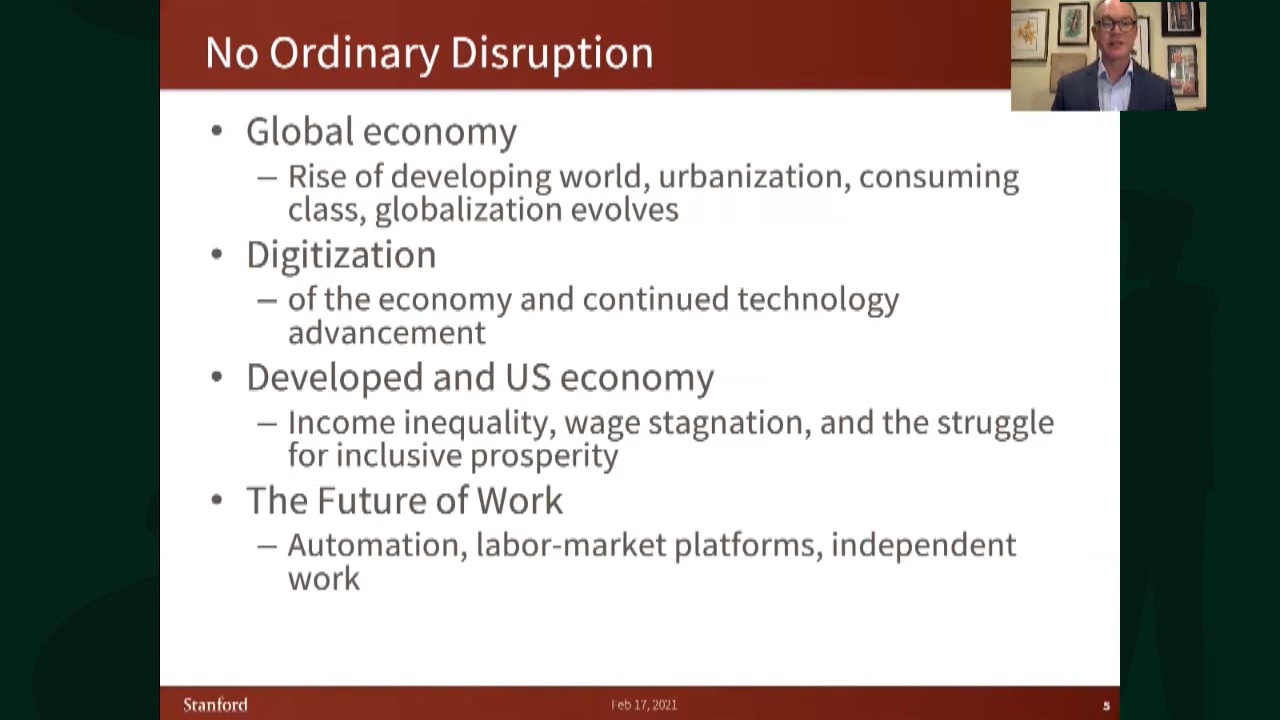 No Ordinary Disruption
• Global economy
– Rise of developing world, urbanization, consuming
class, globalization evolves
• Digitization
– of the economy and continued technology
advancement
• Developed and US economy
– Income inequality, wage stagnation, and the struggle
for inclusive prosperity
• The Future of Work
– Automation, labor-market platforms, independent
work
Stanford
Feb 17, 2021
5